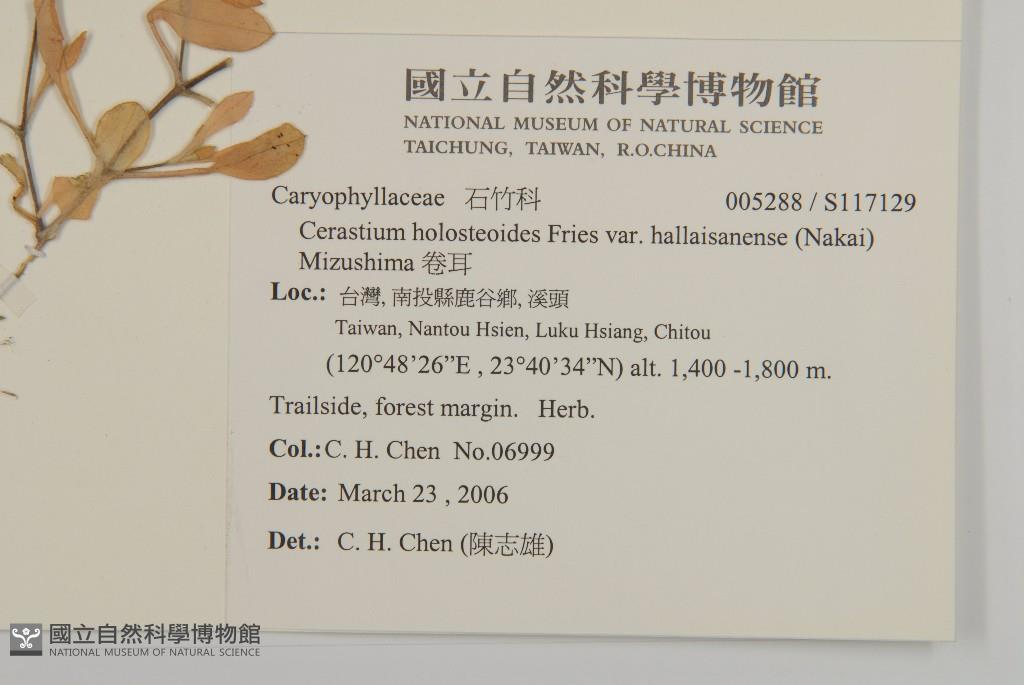 國立自然科學博物館
NATIONAL MUSEUM OF NATURAL SCIENCE
TAICHUNG, TAIWAN, R.O.CHINA
Caryophyllaceae 石竹科 005288 / S117129
Cerastium holosteoides Fries var. hallaisanense (Nakai)
Mizushima 卷耳
Loc.: 台灣, 南投縣鹿谷鄉, 溪頭
Taiwan, Nantou Hsien, Luku Hsiang, Chitou
(120°48’26”E , 23°40’34”N) alt. 1,400 -1,800 m.
Trailside, forest margin. Herb.
Col.: C. H. Chen No.06999
Date: March 23 , 2006
Det.: C. H. Chen (陳志雄)
國立自然科學博物館
NATIONAL MUSEUM OF NATURAL SCIENCE